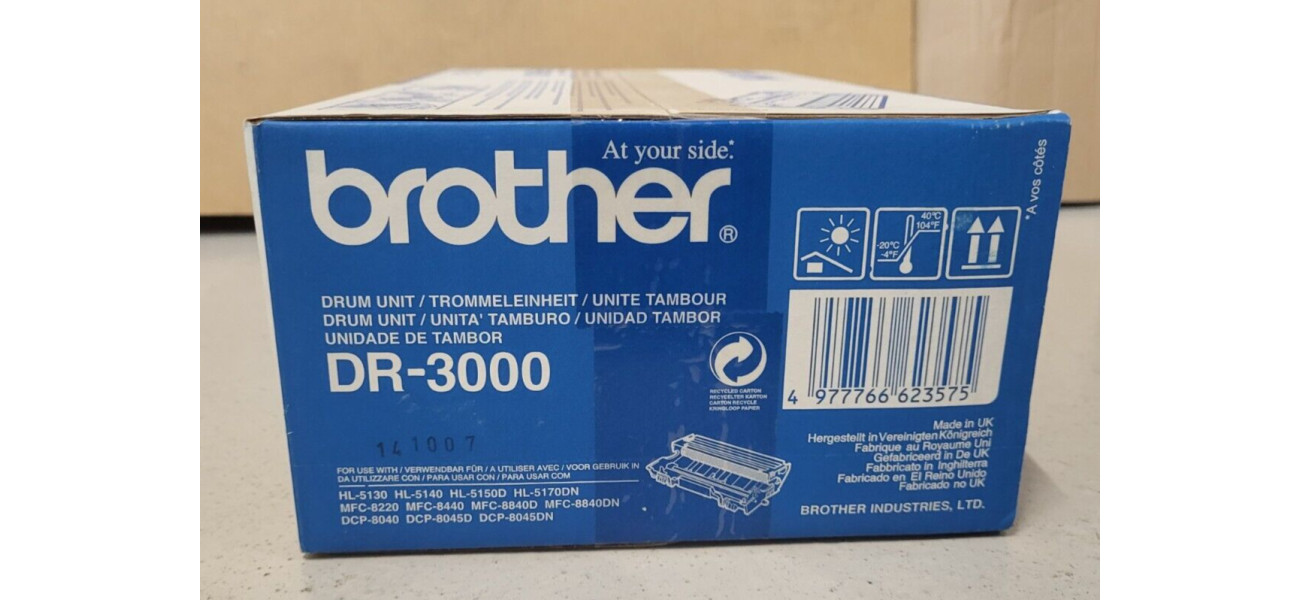 At your side.*
brother®
*A vos côtés
40°C
104°F
-20°C
-4°F
DRUM UNIT / TROMMELEINHEIT / UNITE TAMBOUR
DRUM UNIT / UNITA' TAMBURO / UNIDAD TAMBOR
UNIDADE DE TAMBOR
DR-3000
RECYCLED CARTON
RECYCELTER KARTON
CARTON RECYCLE
KRINGLOOP PAPIER
4 977766 623575
141007
Made in UK
Hergestellt in Vereinigten Königreich
Fabrique au Royaume Uni
Gefabriceerd in De UK
Fabbricato in Inghilterra
Fabricado en El Reino Unido
Fabricado no UK
BROTHER INDUSTRIES, LTD.
FOR USE WITH / VERWENDBAR FÜR / A UTILISER AVEC / VOOR GEBRUIK IN
DA UTILIZZARE CON / PARA USAR CON / PARA USAR COM
HL-5130 HL-5140 HL-5150D HL-5170DN
MFC-8220 MFC-8440 MFC-8840D MFC-8840DN
DCP-8040 DCP-8045D DCP-8045DN